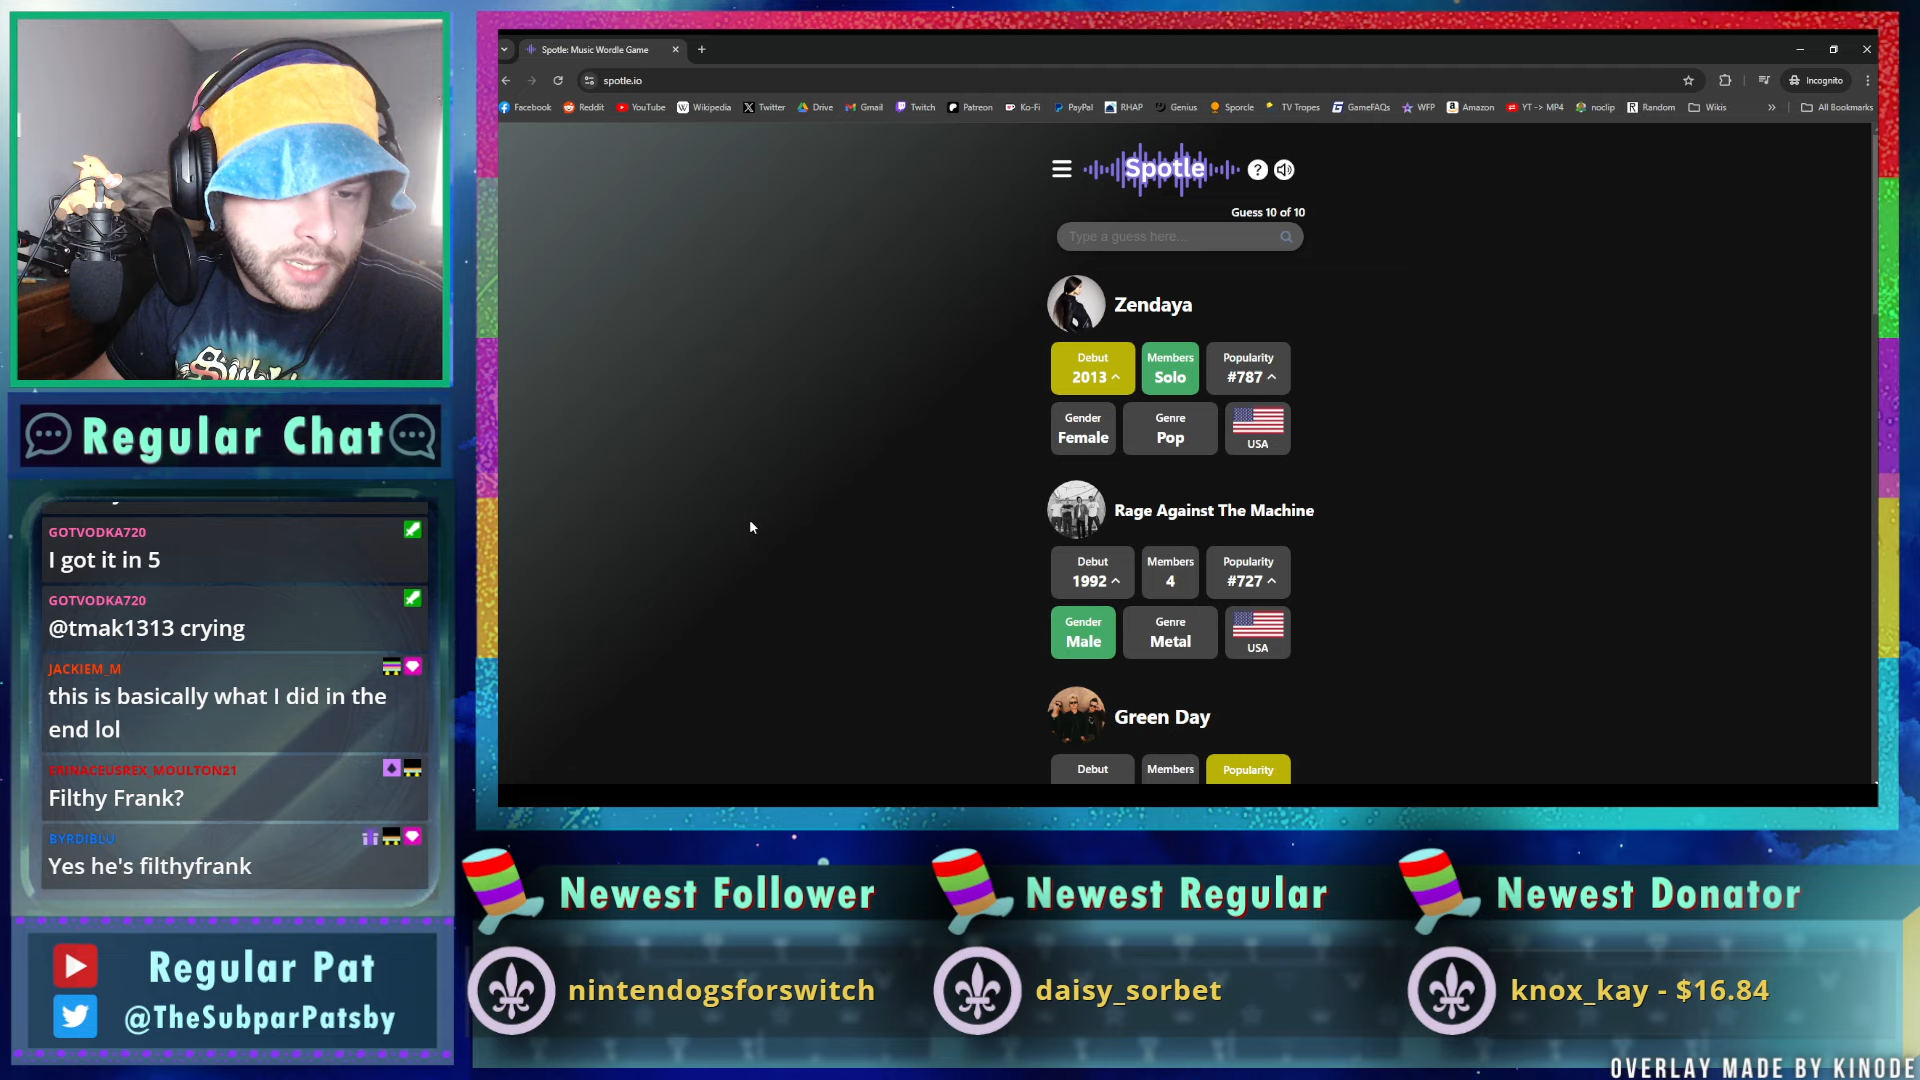 Spotle: Music Wordle Game
spotle.io
Incognito
Facebook Reddit YouTube Wikipedia Twitter Drive Gmail Twitch Patreon Ko-Fi PayPal RHAP Genius Sporcle TV Tropes GameFAQs WFP Amazon YT -> MP4 noclip Random Wikis » All Bookmarks
Spotle
?
Guess 10 of 10
Type a guess here...
Zendaya
Debut Members Popularity
2013 Solo #787
Gender Genre
Female Pop USA
Rage Against The Machine
Debut Members Popularity
1992 4 #727
Gender Genre
Male Metal USA
Green Day
Debut Members Popularity
Regular Chat
GOTVODKA720
I got it in 5
GOTVODKA720
@tmak1313 crying
JACKIEM_M
this is basically what I did in the
end lol
ERINACEUSREX_MOULTON21
Filthy Frank?
BYRDIBLU
Yes he's filthyfrank
Regular Pat
@TheSubparPatsby
Newest Follower
nintendogsforswitch
Newest Regular
daisy_sorbet
Newest Donator
knox_kay - $16.84
OVERLAY MADE BY KINODE